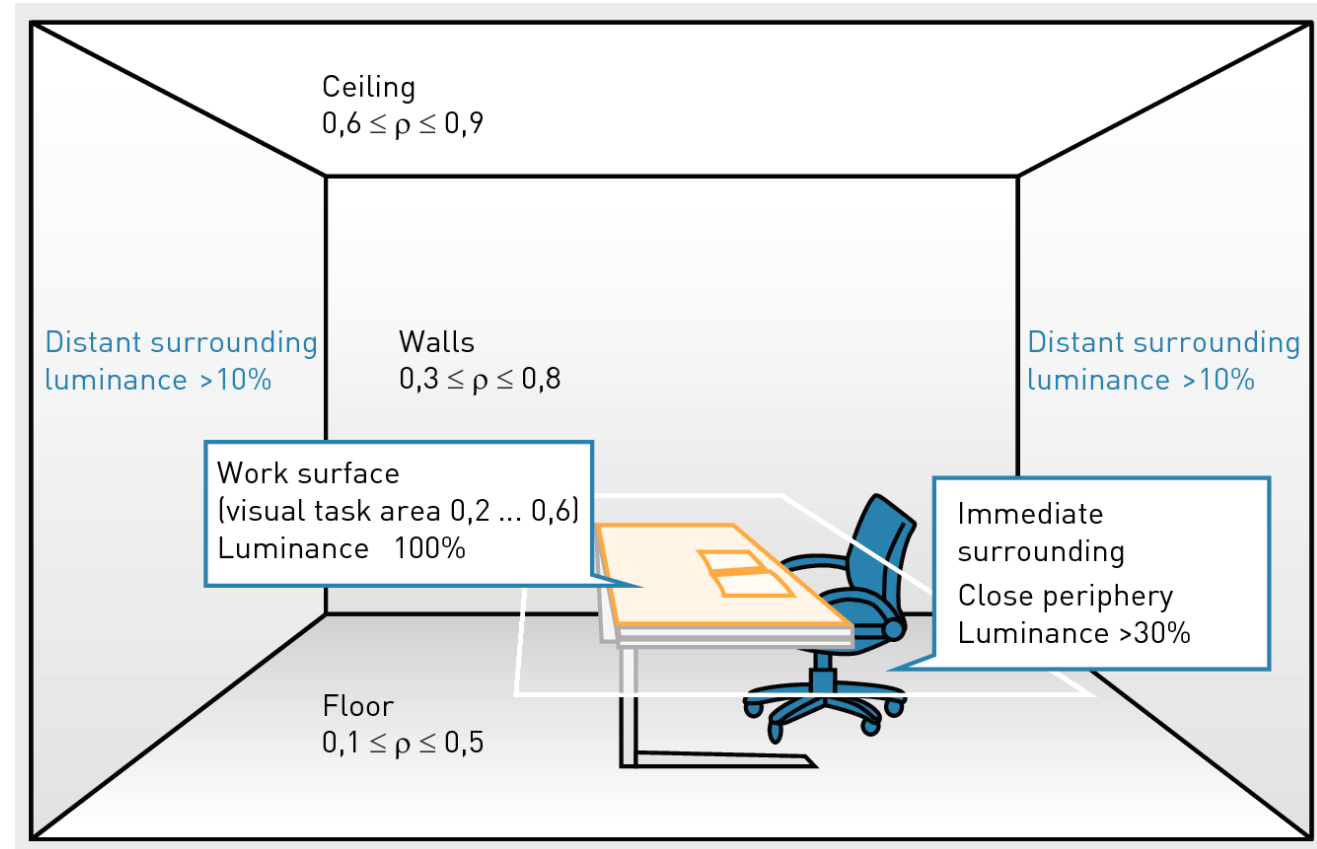 Ceiling
0,6 ≤ ρ ≤ 0,9
Distant surrounding
luminance >10%
Walls
0,3 ≤ ρ ≤ 0,8
Distant surrounding
luminance >10%
Work surface
(visual task area 0,2 ... 0,6)
Luminance 100%
Immediate
surrounding
Close periphery
Luminance >30%
Floor
0,1 ≤ ρ ≤ 0,5